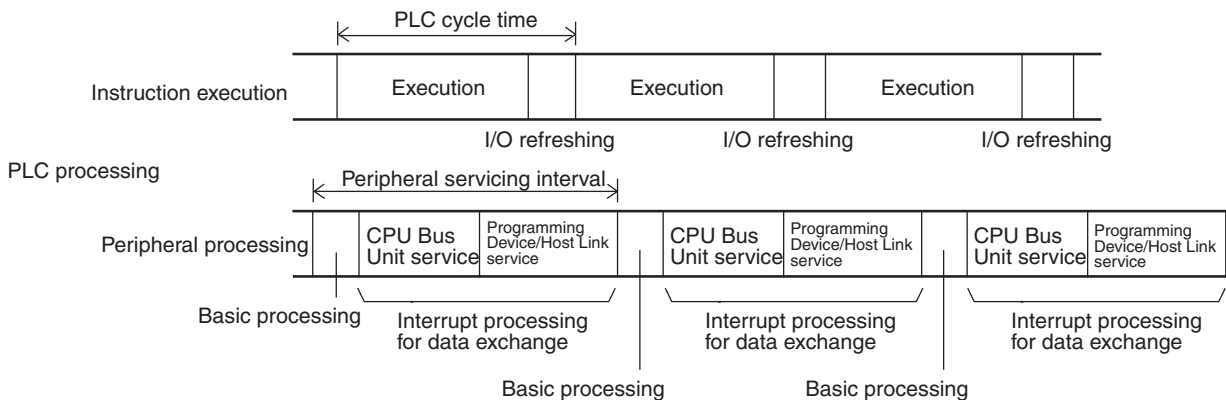 PLC cycle time
Instruction execution
Execution
Execution
Execution
I/O refreshing
I/O refreshing
I/O refreshing
PLC processing
Peripheral servicing interval
Peripheral processing
CPU Bus
Unit service
Programming
Device/Host Link
service
CPU Bus
Unit service
Programming
Device/Host Link
service
CPU Bus
Unit service
Programming
Device/Host Link
service
Basic processing
Interrupt processing
for data exchange
Interrupt processing
for data exchange
Interrupt processing
for data exchange
Basic processing
Basic processing